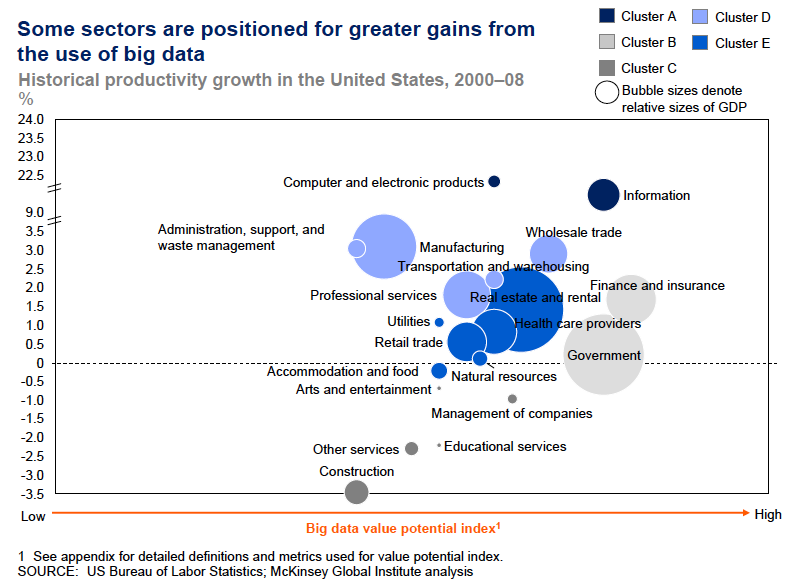 Some sectors are positioned for greater gains from
the use of big data
Historical productivity growth in the United States, 2000–08
%
Cluster A
Cluster D
Cluster B
Cluster E
Cluster C
Bubble sizes denote
relative sizes of GDP
24.0
23.5
23.0
22.5
9.0
3.5
3.0
2.5
2.0
1.5
1.0
0.5
0
-0.5
-1.0
-1.5
-2.0
-2.5
-3.0
-3.5
Computer and electronic products
Information
Administration, support, and
waste management
Manufacturing
Wholesale trade
Transportation and warehousing
Finance and insurance
Professional services
Real estate and rental
Utilities
Health care providers
Retail trade
Government
Accommodation and food
Natural resources
Arts and entertainment
Management of companies
Other services
Educational services
Construction
Low
High
Big data value potential index1
1 See appendix for detailed definitions and metrics used for value potential index.
SOURCE: US Bureau of Labor Statistics; McKinsey Global Institute analysis